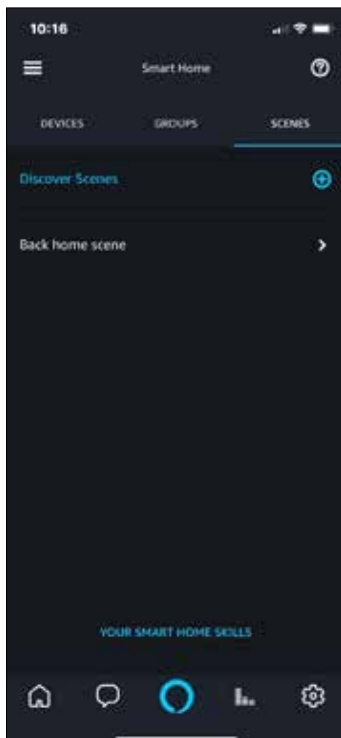 10:16
Smart Home
DEVICES GROUPS SCENES
Discover Scenes
Back home scene
YOUR SMART HOME SKILLS